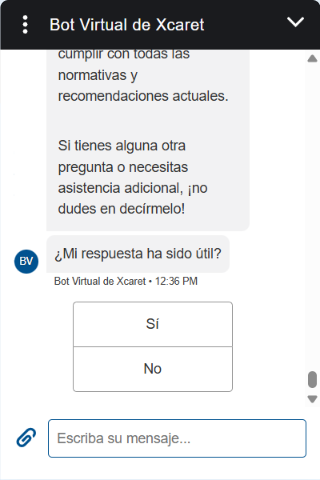 Bot Virtual de Xcaret
cumplir con todas las
normativas y
recomendaciones actuales.
Si tienes alguna otra
pregunta o necesitas
asistencia adicional, ¡no
dudes en decírmelo!
BV
¿Mi respuesta ha sido útil?
Bot Virtual de Xcaret • 12:36 PM
Sí
No
Escriba su mensaje...